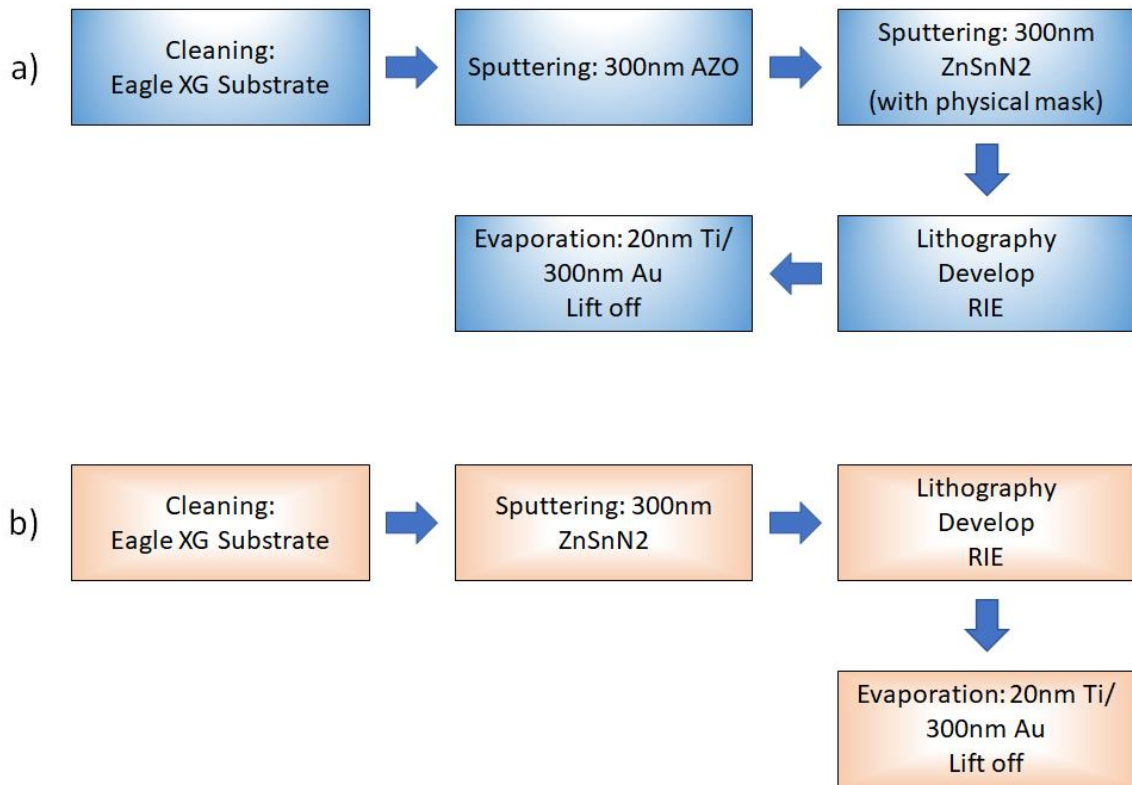 a)
Cleaning:
Eagle XG Substrate
Sputtering: 300nm AZO
Sputtering: 300nm
ZnSnN2
(with physical mask)
Lithography
Develop
RIE
Evaporation: 20nm Ti/
300nm Au
Lift off
b)
Cleaning:
Eagle XG Substrate
Sputtering: 300nm
ZnSnN2
Lithography
Develop
RIE
Evaporation: 20nm Ti/
300nm Au
Lift off